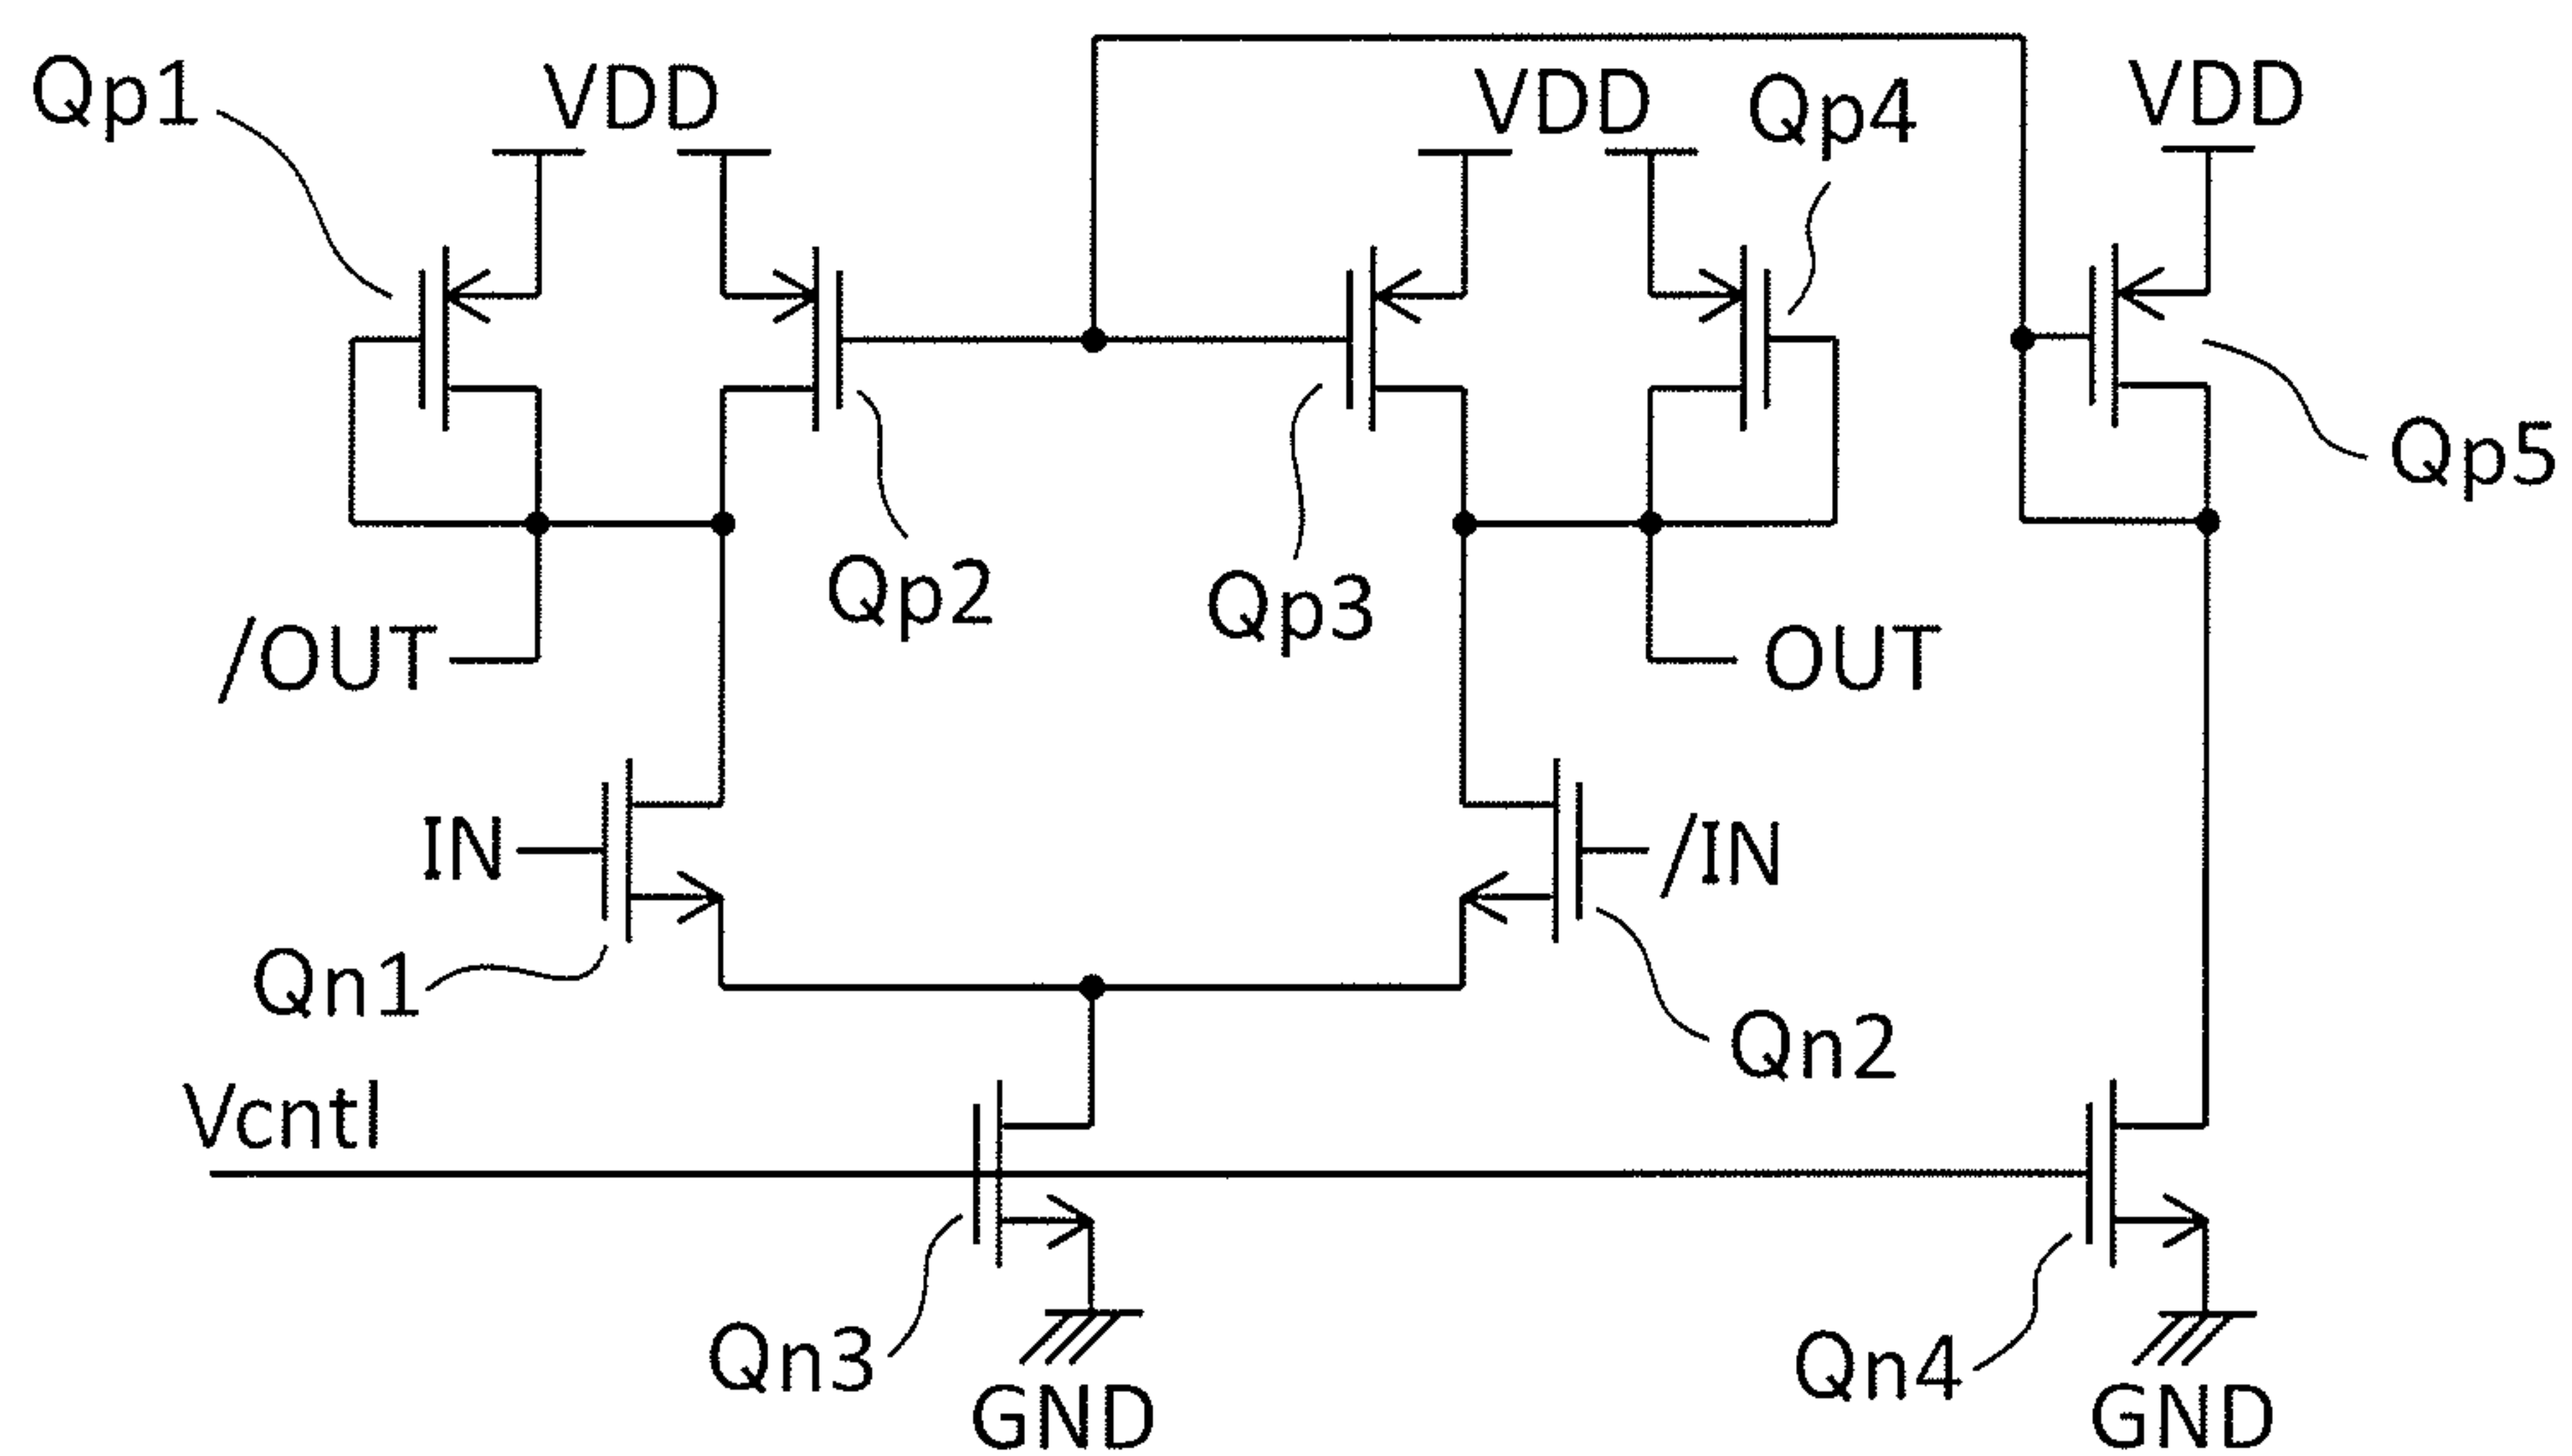 Qp1
VDD
VDD
Qp4
VDD
Qp5
Qp2
Qp3
/OUT
OUT
IN
/IN
Qn1
Qn2
Vcntl
Qn3
Qn4
GND
GND